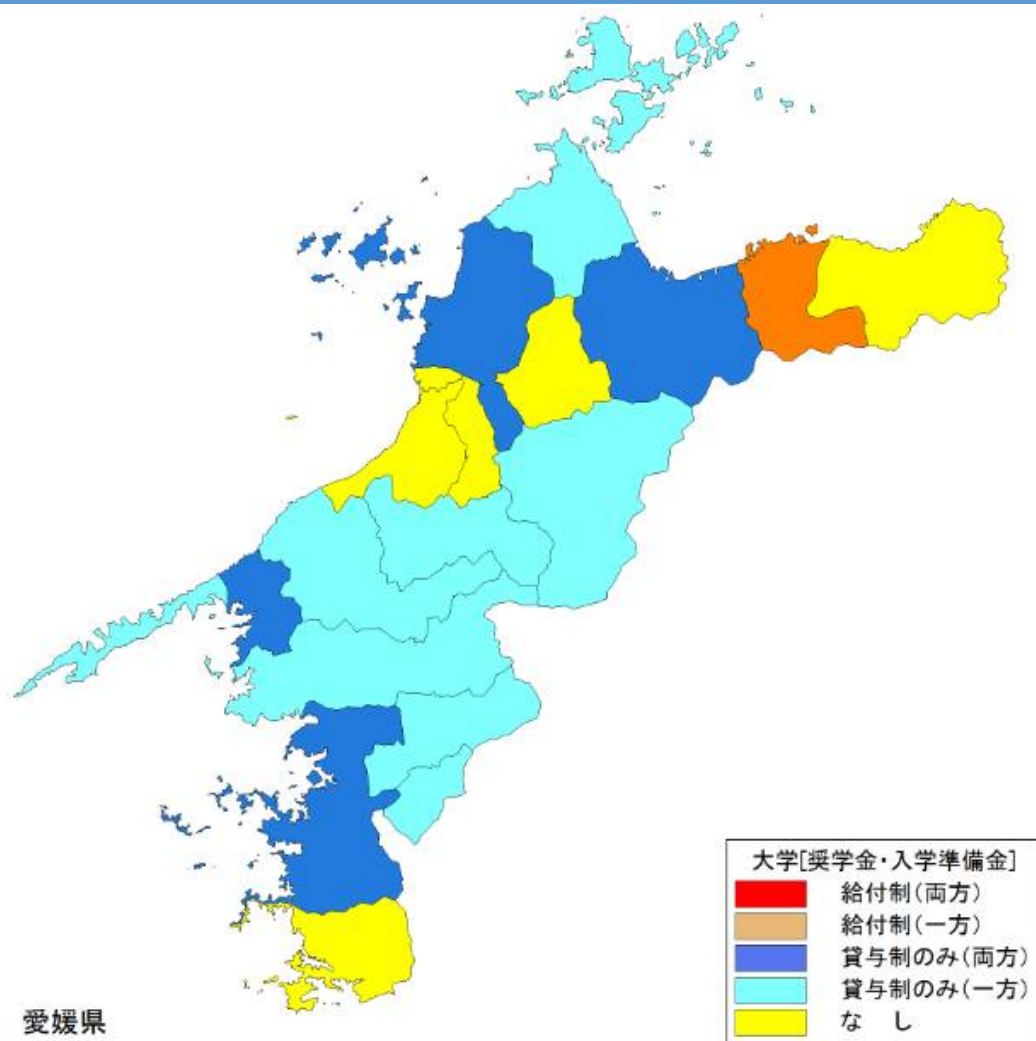 大学[奨学金・入学準備金]
給付制(両方)
給付制(一方)
貸与制のみ(両方)
貸与制のみ(一方)
な し
愛媛県